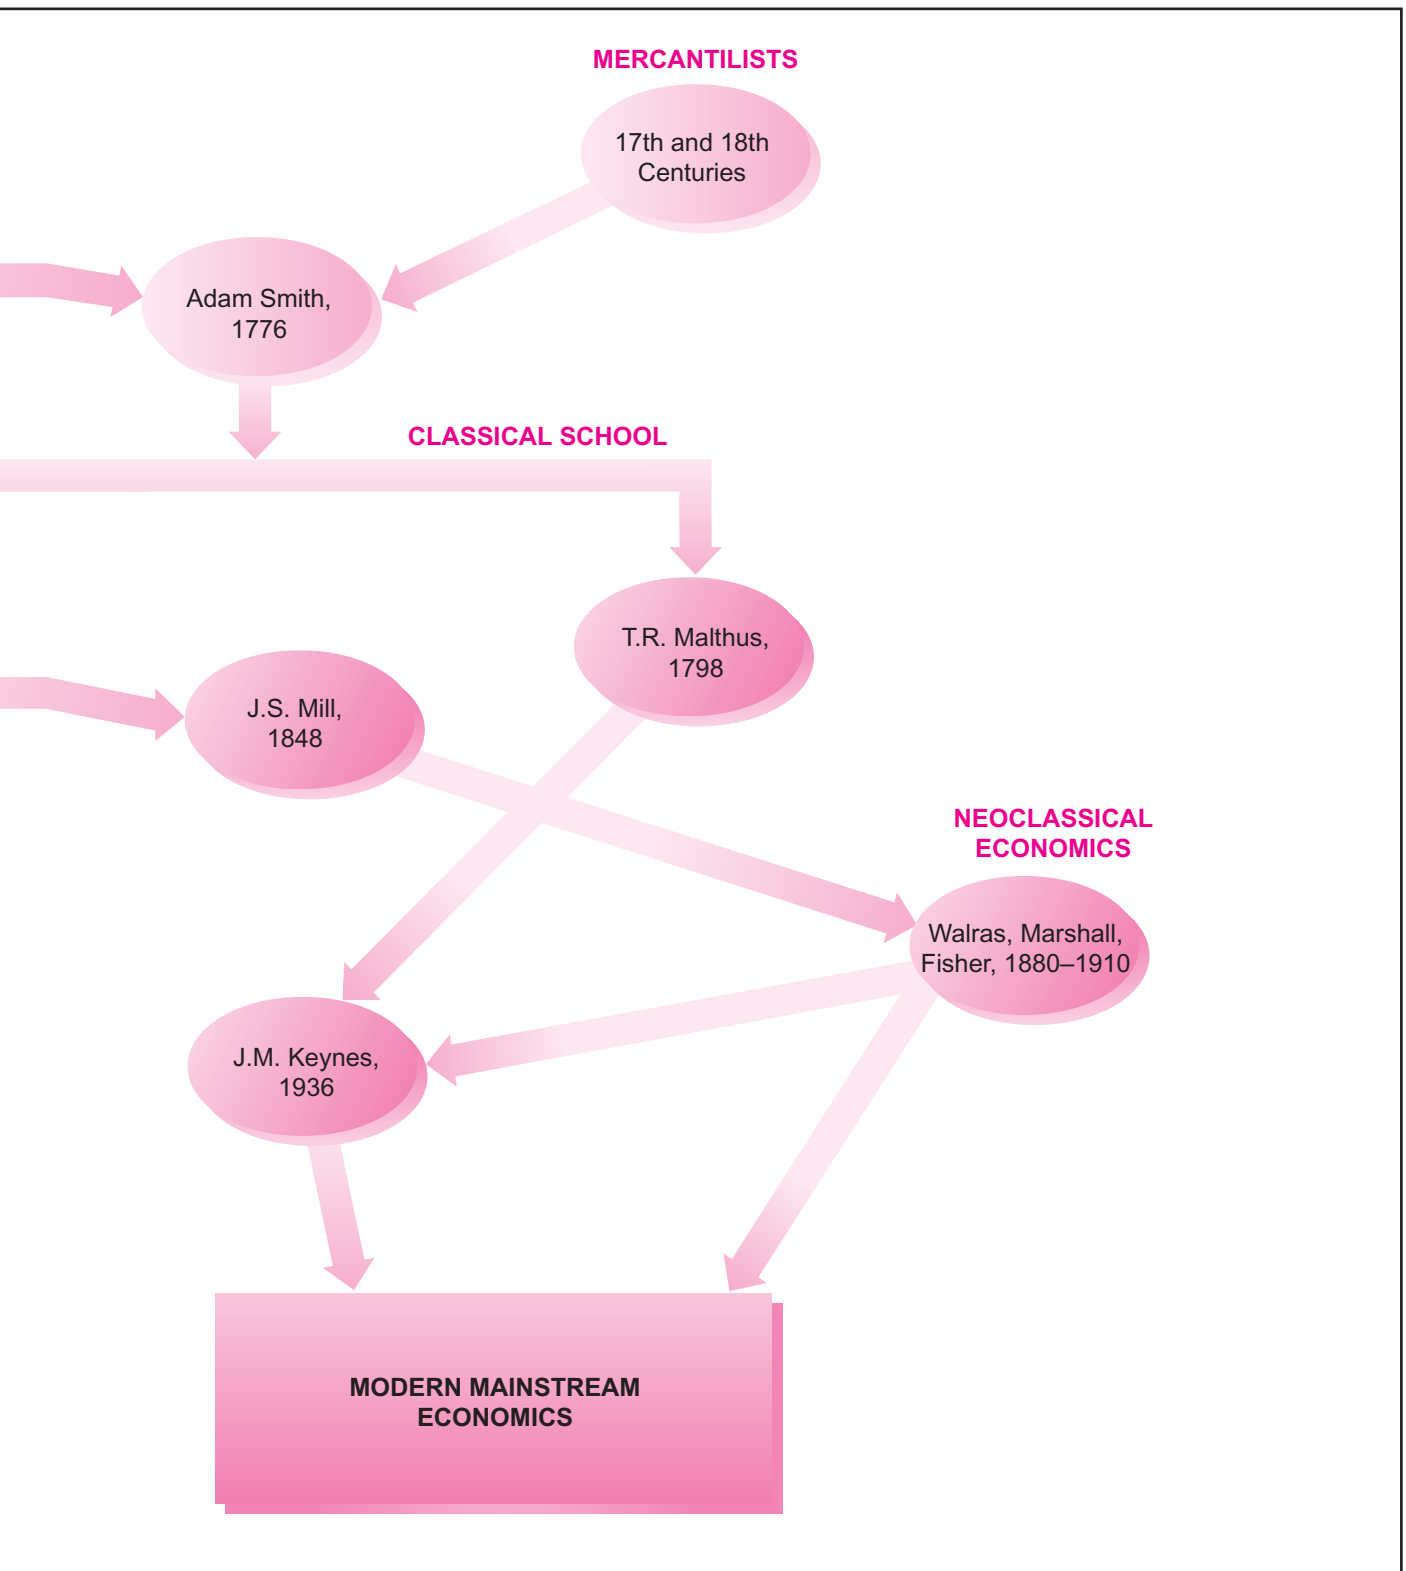 MERCANTILISTS
17th and 18th
Centuries
Adam Smith,
1776
CLASSICAL SCHOOL
T.R. Malthus,
1798
J.S. Mill,
1848
NEOCLASSICAL
ECONOMICS
Walras, Marshall,
Fisher, 1880–1910
J.M. Keynes,
1936
MODERN MAINSTREAM
ECONOMICS